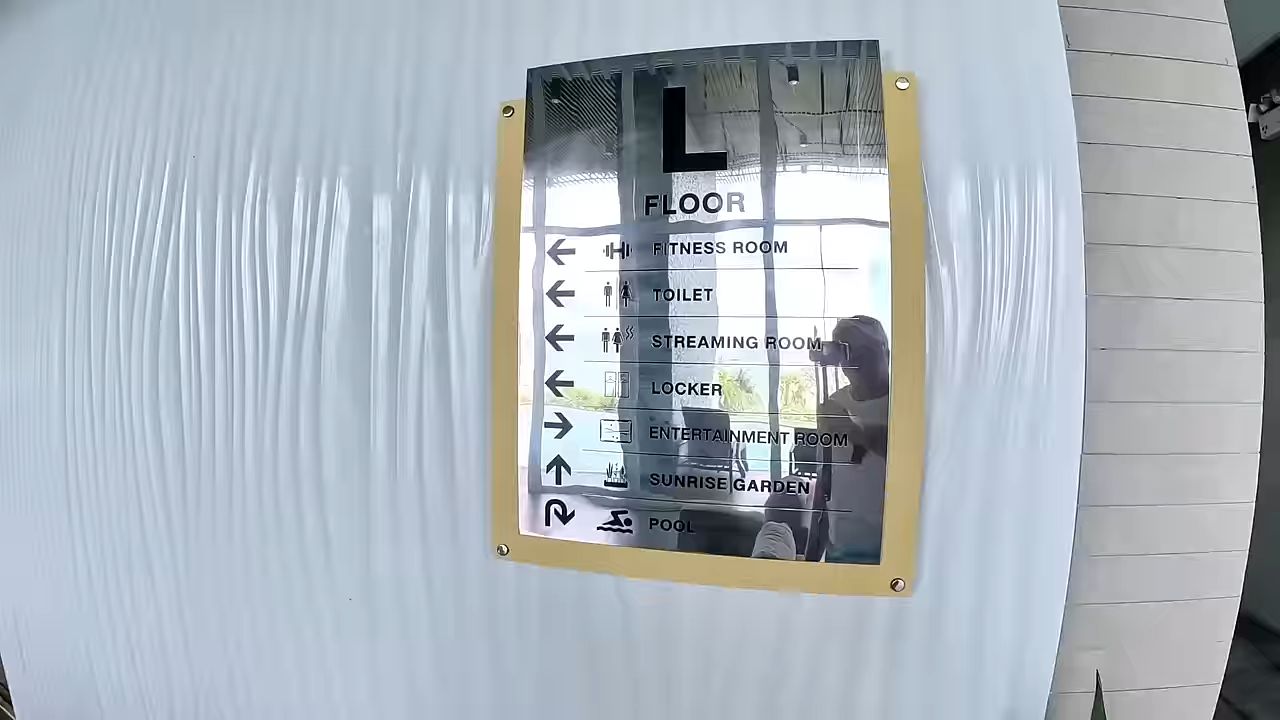 L
FLOOR
FITNESS ROOM
TOILET
STREAMING ROOM
LOCKER
ENTERTAINMENT ROOM
SUNRISE GARDEN
POOL